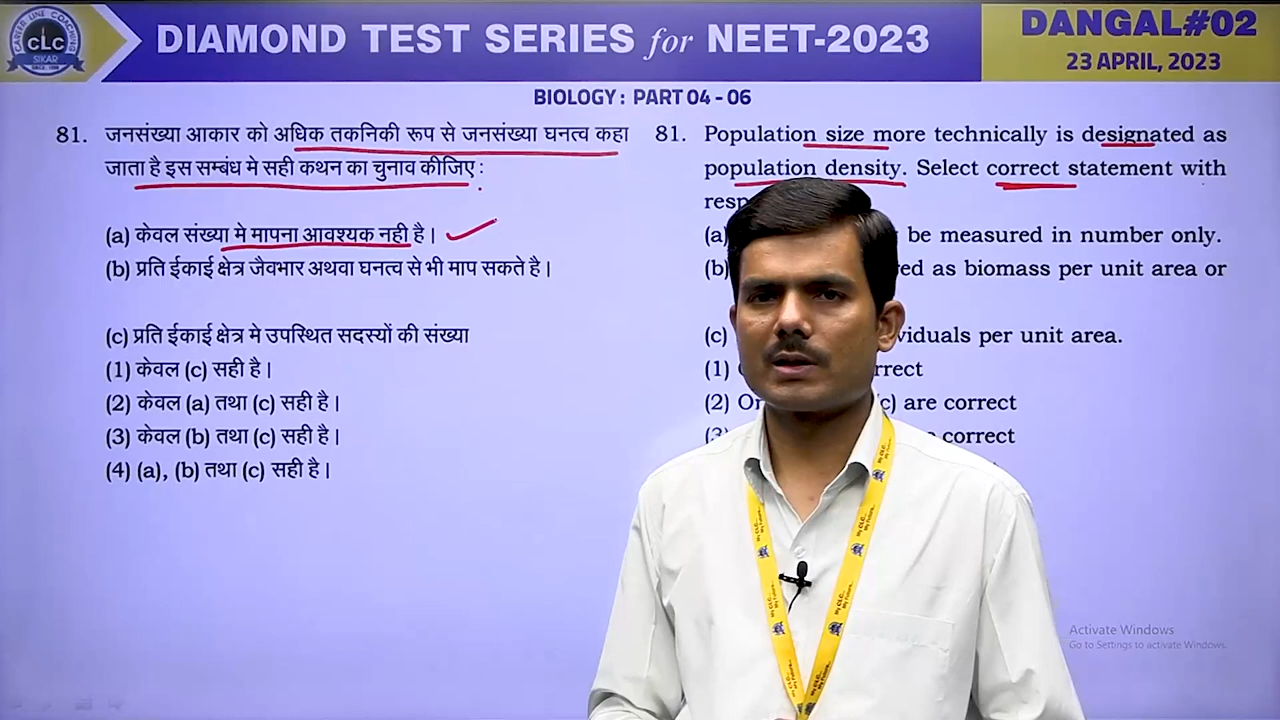 CAREER LINE COACHING
CLC
SIKAR
DIAMOND TEST SERIES for NEET-2023
DANGAL#02
23 APRIL, 2023
BIOLOGY : PART 04 - 06
81. जनसंख्या आकार को अधिक तकनिकी रूप से जनसंख्या घनत्व कहा
जाता है इस सम्बंध मे सही कथन का चुनाव कीजिए :
(a) केवल संख्या मे मापना आवश्यक नही है।
(b) प्रति ईकाई क्षेत्र जैवभार अथवा घनत्व से भी माप सकते है।
(c) प्रति ईकाई क्षेत्र मे उपस्थित सदस्यों की संख्या
(1) केवल (c) सही है।
(2) केवल (a) तथा (c) सही है।
(3) केवल (b) तथा (c) सही है।
(4) (a), (b) तथा (c) सही है।
81. Population size more technically is designated as
population density. Select correct statement with
(a) be measured in number only.
(b) as biomass per unit area or
(c) per unit area.
(1)
(2) (c) are correct
correct
My CLC...
My Future...
Activate Windows
Go to Settings to activate Windows.